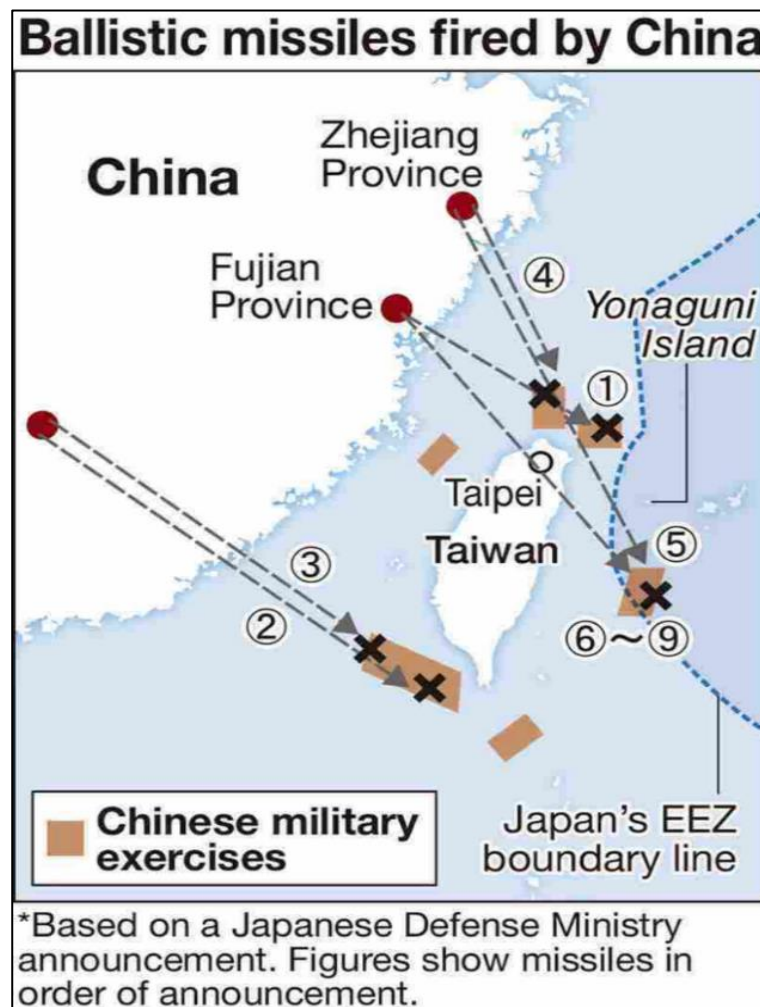 Ballistic missiles fired by China
Zhejiang
Province
China
Fujian
Province
④
Yonaguni
Island
①
Taipei
Taiwan
⑤
③
②
⑥～⑨
Chinese military
exercises
Japan's EEZ
boundary line
*Based on a Japanese Defense Ministry
announcement. Figures show missiles in
order of announcement.